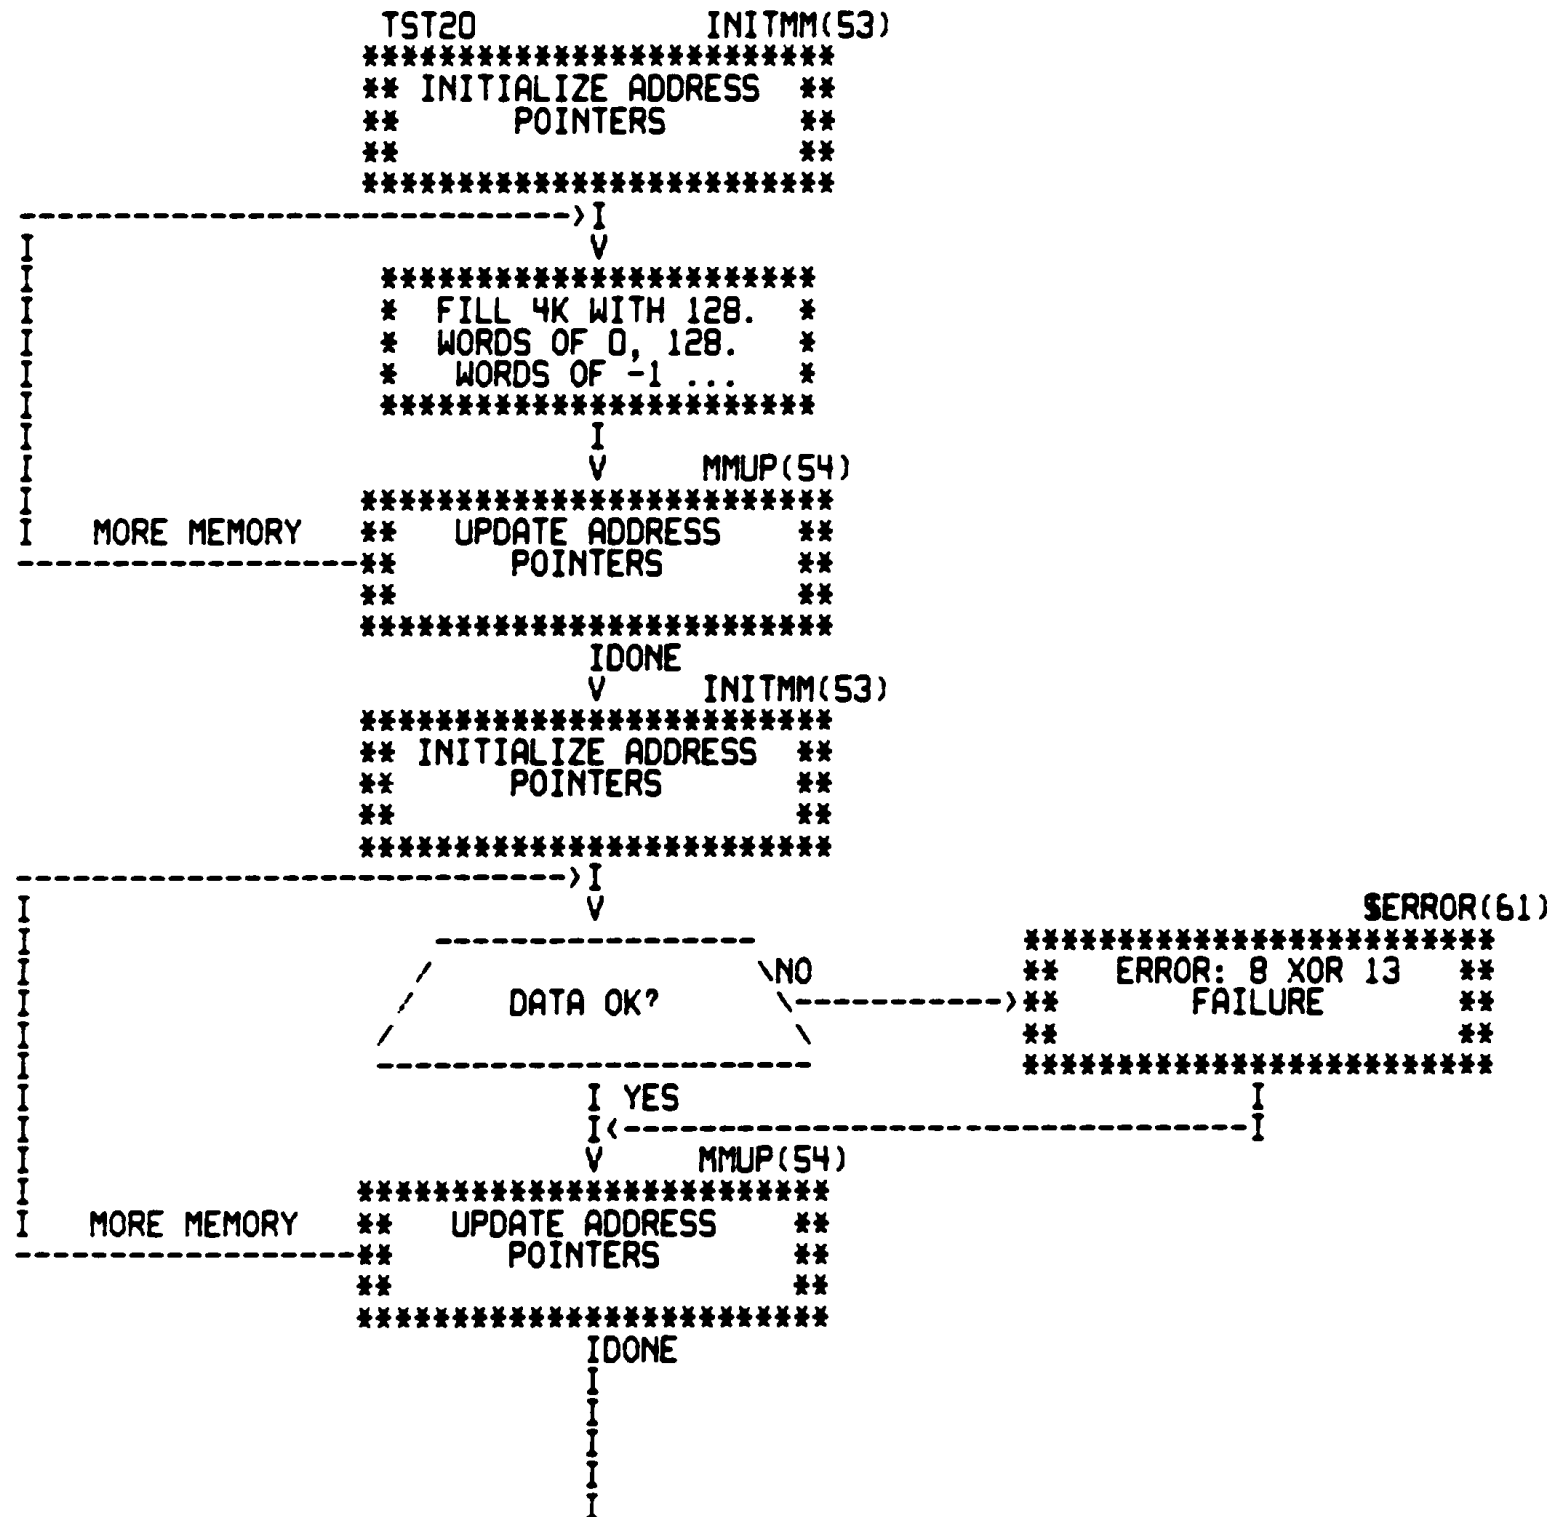 TST20 INITMM(53)
************************* 
** INITIALIZE ADDRESS **
** POINTERS **
** **
*************************
------------------------------>I
I V
I ***********************
I * FILL 4K WITH 128. *
I * WORDS OF 0, 128. *
I * WORDS OF -1 ... *
I ***********************
I I
I V MMUP(54)
I *************************
I MORE MEMORY ** UPDATE ADDRESS **
------------------** POINTERS **
** **
*************************
IDONE
V INITMM(53)
*************************
** INITIALIZE ADDRESS **
** POINTERS **
** **
*************************
------------------------------>I
I V $ERROR(61)
I ----------------- *************************
I / \NO ** ERROR: 8 XOR 13 **
I / DATA OK? \----------->** FAILURE **
I / \ ** **
I ----------------------- *************************
I I YES I
I I<---------------------------------I
I V MMUP(54)
I *************************
I MORE MEMORY ** UPDATE ADDRESS **
------------------** POINTERS **
** **
*************************
IDONE
I
I
I
I
I